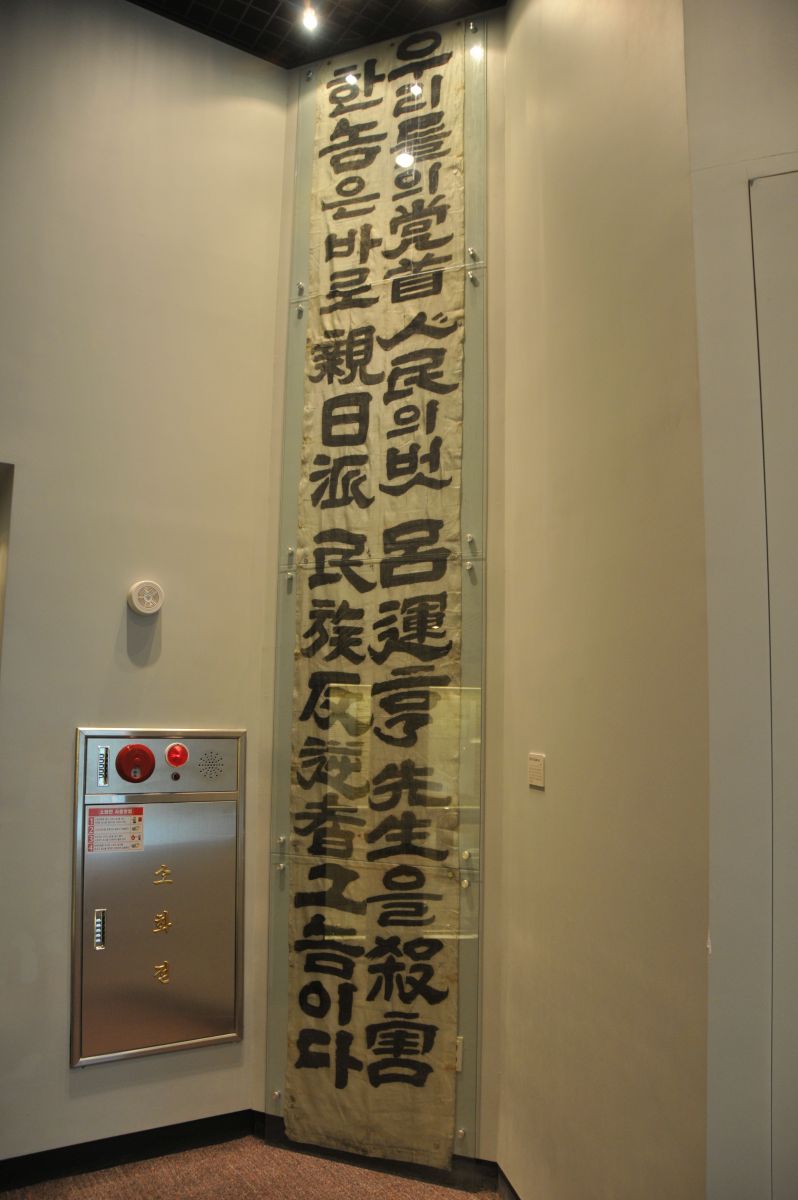 우리들의 党首 人民의 벗 呂運亨 先生을 殺害
한 놈은 바로 親日派 民族反逆者 그놈이다
소화전